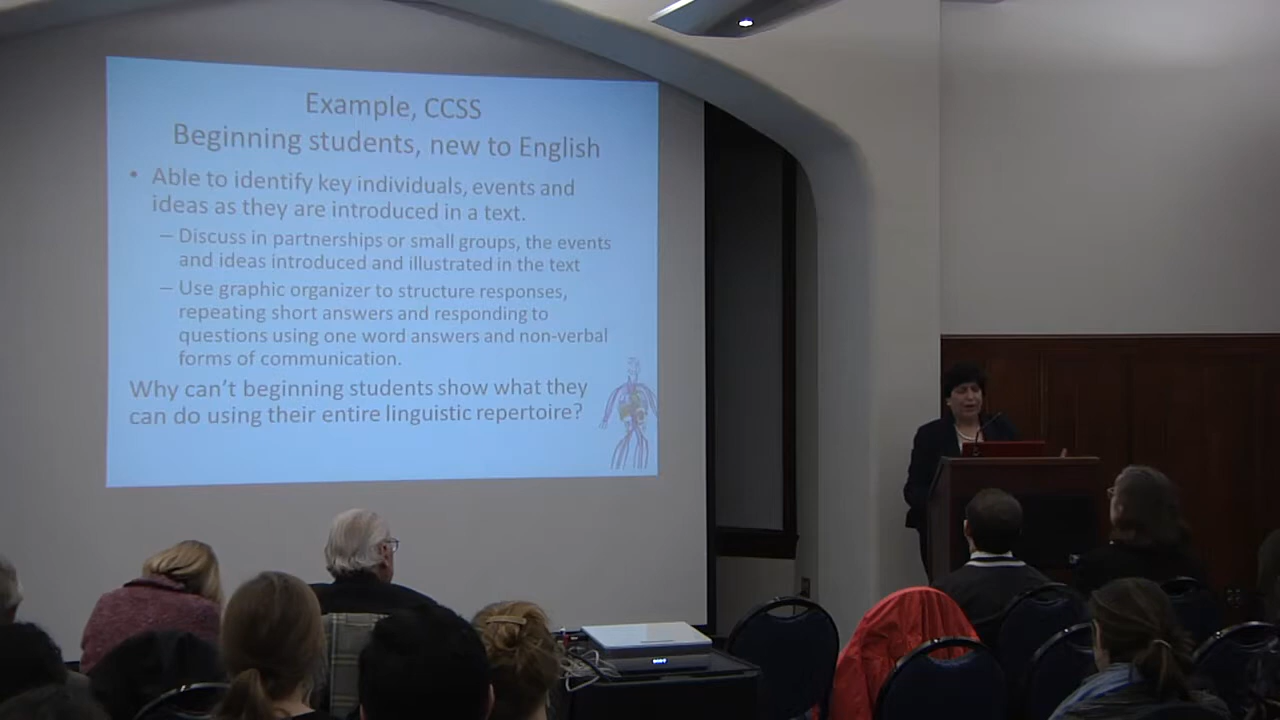 Example, CCSS
Beginning students, new to English
• Able to identify key individuals, events and
ideas as they are introduced in a text.
– Discuss in partnerships or small groups, the events
and ideas introduced and illustrated in the text
– Use graphic organizer to structure responses,
repeating short answers and responding to
questions using one word answers and non-verbal
forms of communication.
Why can't beginning students show what they
can do using their entire linguistic repertoire?